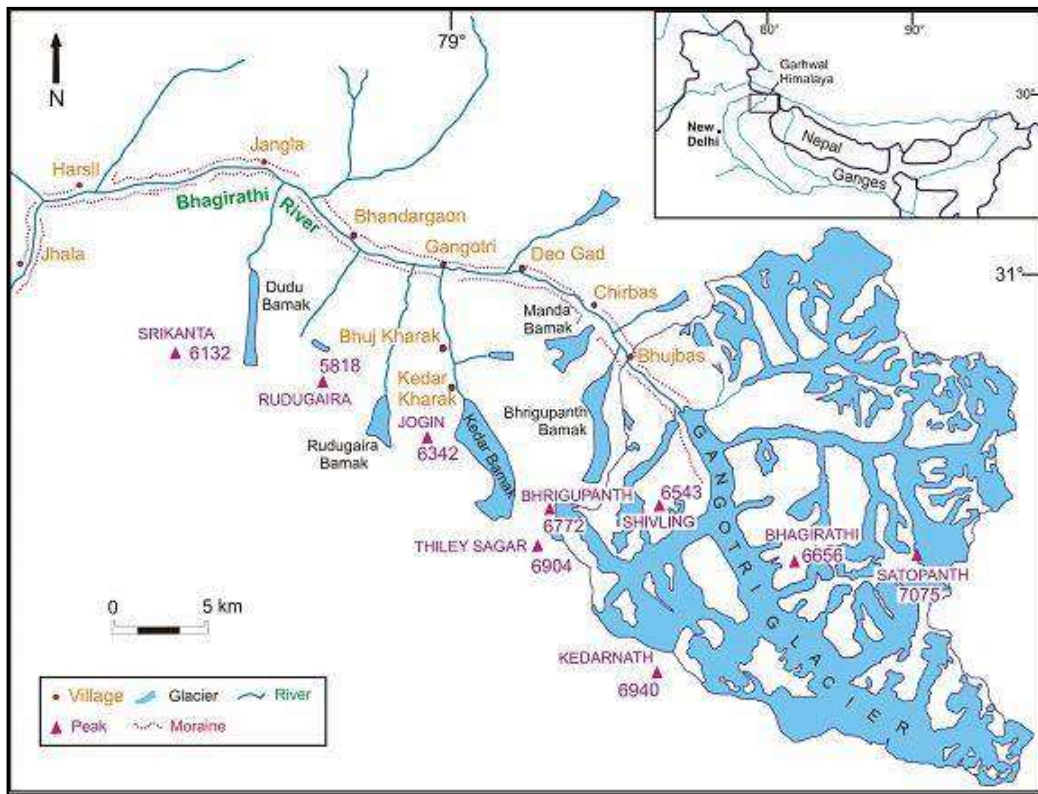 79°
80°
90°
Garhwal
Himalaya
30°
New
Delhi
Nepal
Ganges
N
Harsil
Jangla
Bhagirathi
River
Jhala
Bhandargaon
Gangotri
Deo Gad
31°
Dudu
Bamak
Manda
Bamak
Chirbas
SRIKANTA
6132
5818
RUDUGAIRA
Bhuj Kharak
Bhujbas
Kedar
Kharak
Rudugaira
Bamak
JOGIN
6342
Kedar Bamak
Bhrigupanth
Bamak
GANGOTRI GLACIER
BHRIGUPANTH
6772
6543
SHIVLING
THILEY SAGAR
6904
BHAGIRATHI
6656
SATOPANTH
7075
0 5 km
KEDARNATH
6940
Village Glacier River
Peak Moraine